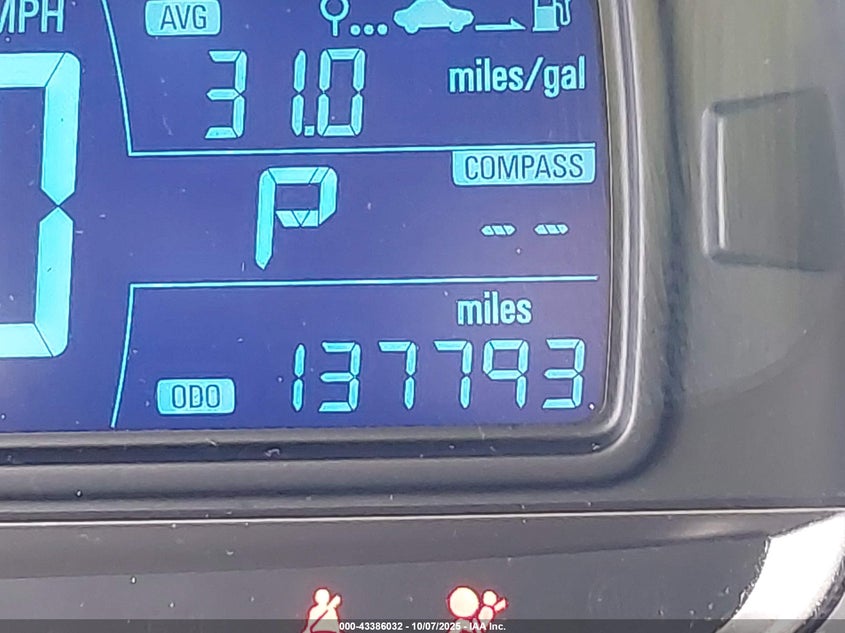 MPH
AVG
31.0 miles/gal
P
COMPASS
-- --
miles
ODO 137793
000-43386032 - 10/07/2025 - IAA Inc.